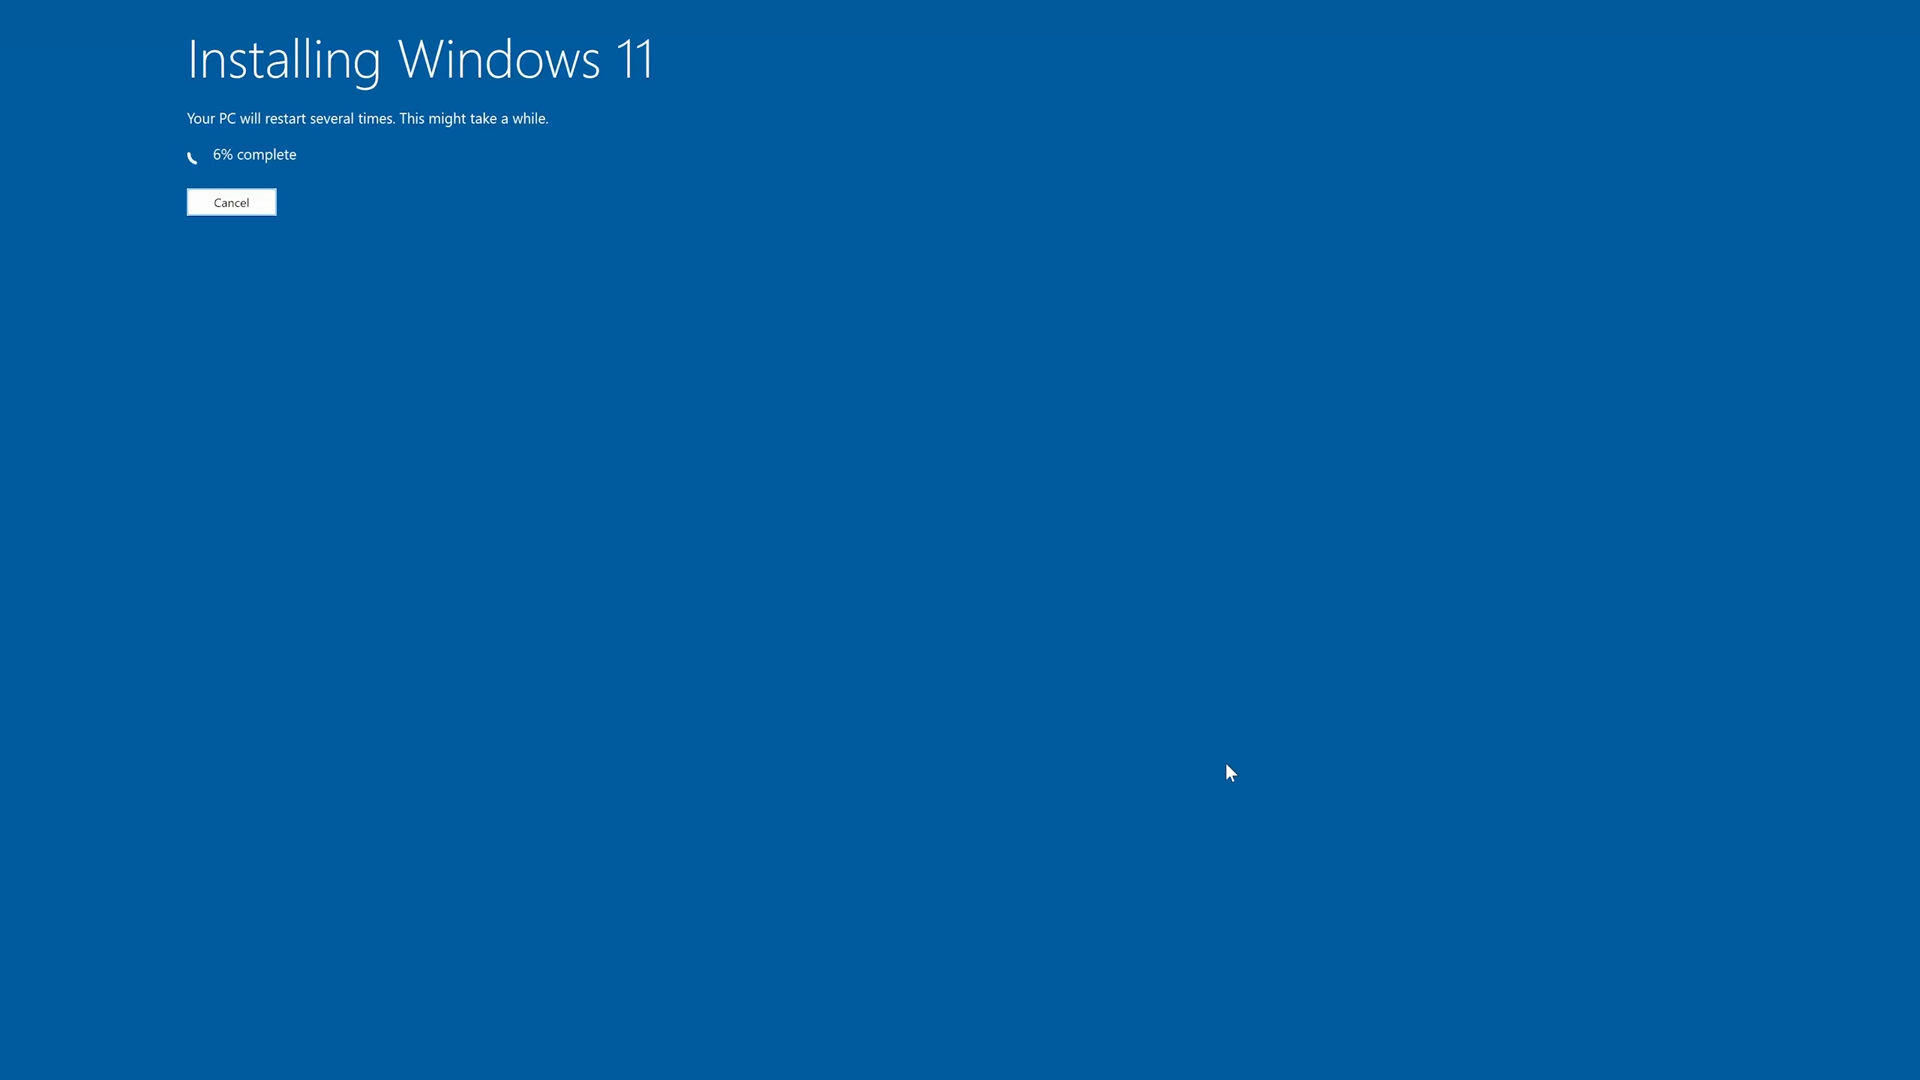 Installing Windows 11
Your PC will restart several times. This might take a while.
6% complete
Cancel